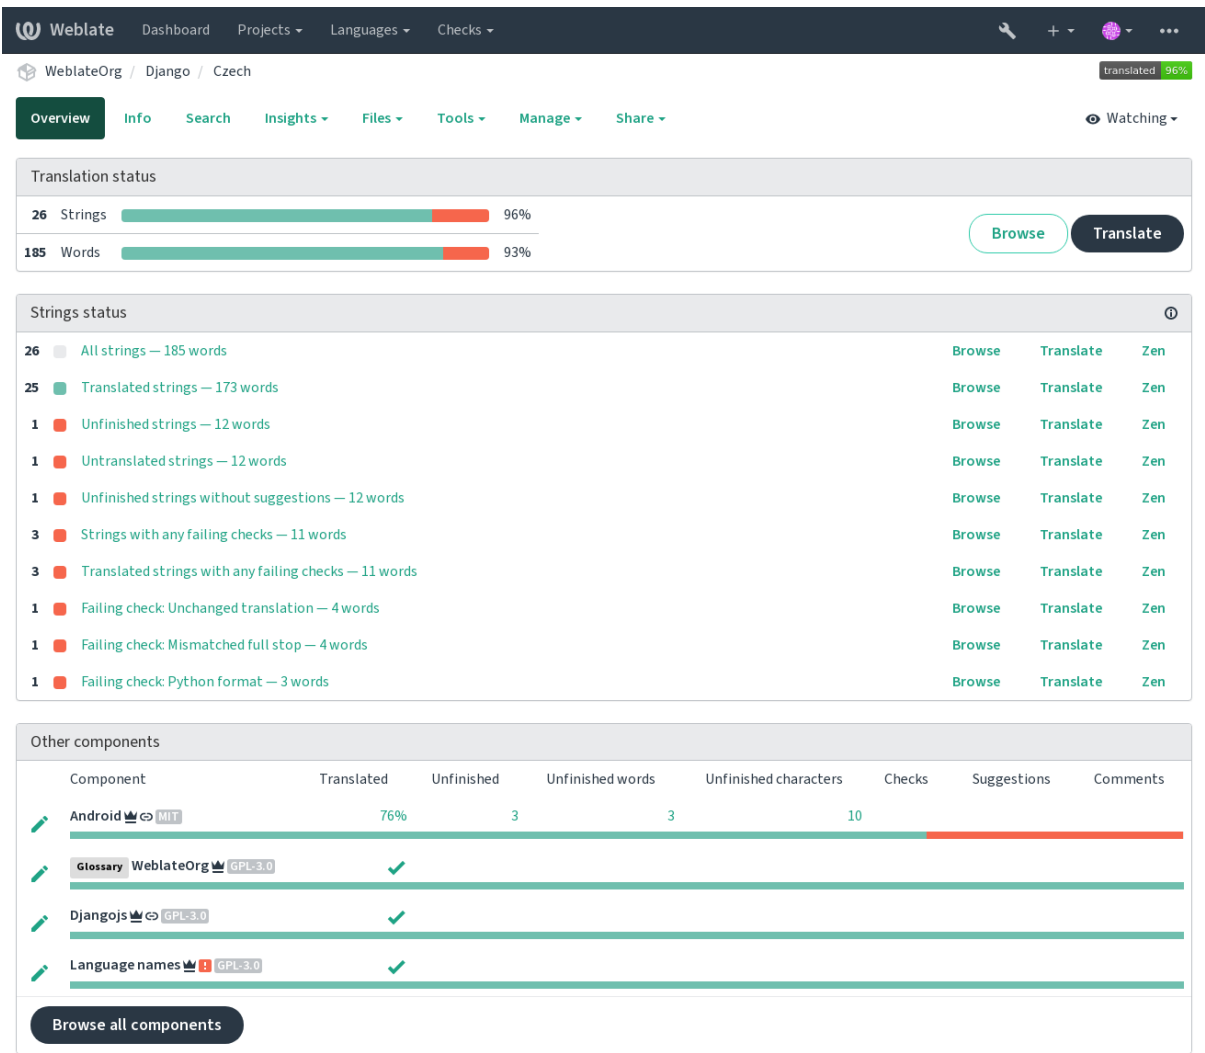 Weblate Dashboard Projects Languages Checks
WeblateOrg / Django / Czech translated 96%
Overview Info Search Insights Files Tools Manage Share Watching
Translation status
26 Strings 96%
Browse Translate
185 Words 93%
Strings status
26 All strings — 185 words Browse Translate Zen
25 Translated strings — 173 words Browse Translate Zen
1 Unfinished strings — 12 words Browse Translate Zen
1 Untranslated strings — 12 words Browse Translate Zen
1 Unfinished strings without suggestions — 12 words Browse Translate Zen
3 Strings with any failing checks — 11 words Browse Translate Zen
3 Translated strings with any failing checks — 11 words Browse Translate Zen
1 Failing check: Unchanged translation — 4 words Browse Translate Zen
1 Failing check: Mismatched full stop — 4 words Browse Translate Zen
1 Failing check: Python format — 3 words Browse Translate Zen
Other components
Component Translated Unfinished Unfinished words Unfinished characters Checks Suggestions Comments
Android MIT 76% 3 3 10
Glossary WeblateOrg GPL-3.0
Djangojs GPL-3.0
Language names GPL-3.0
Browse all components